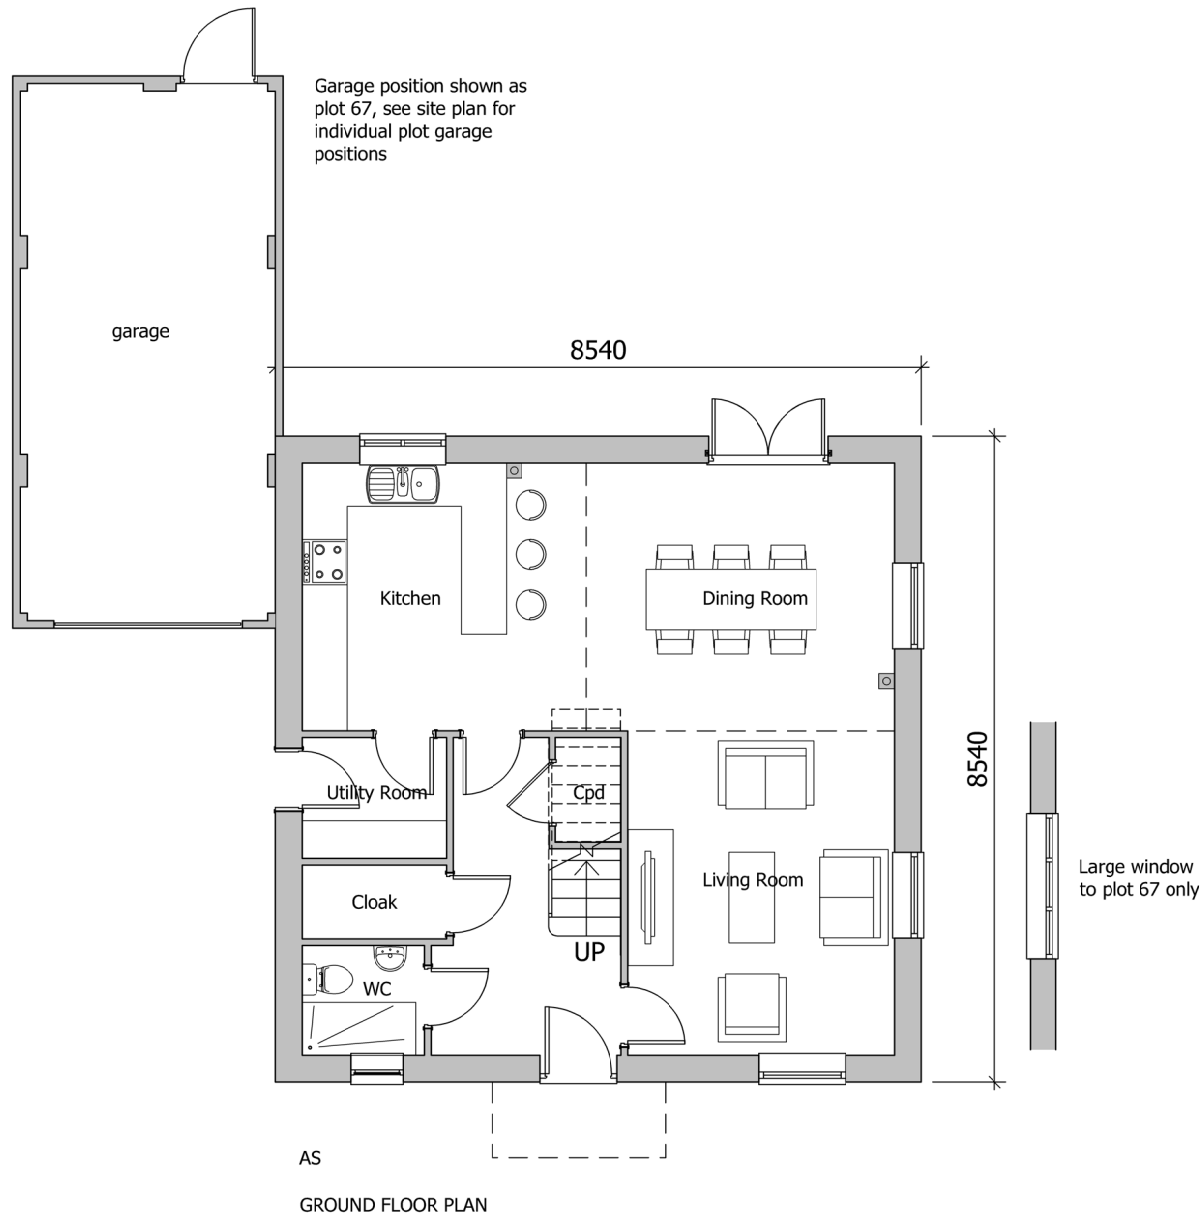 Garage position shown as
plot 67, see site plan for
individual plot garage
positions
garage
8540
Kitchen
Dining Room
8540
Utility Room
Cpd
Living Room
Large window
to plot 67 only
Cloak
UP
WC
AS
GROUND FLOOR PLAN